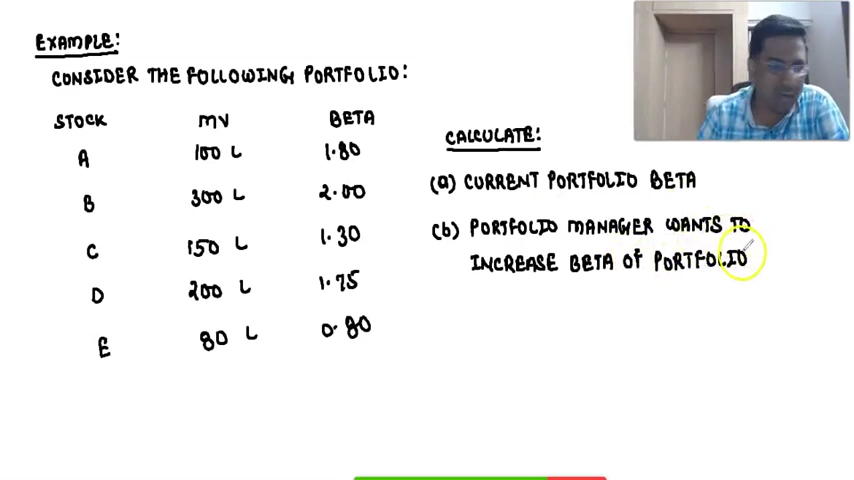 EXAMPLE:
CONSIDER THE FOLLOWING PORTFOLIO:
STOCK MV BETA
A 100 L 1.80
B 300 L 2.00
C 150 L 1.30
D 200 L 1.75
E 80 L 0.80
CALCULATE:
(a) CURRENT PORTFOLIO BETA
(b) PORTFOLIO MANAGER WANTS TO
INCREASE BETA OF PORTFOLIO